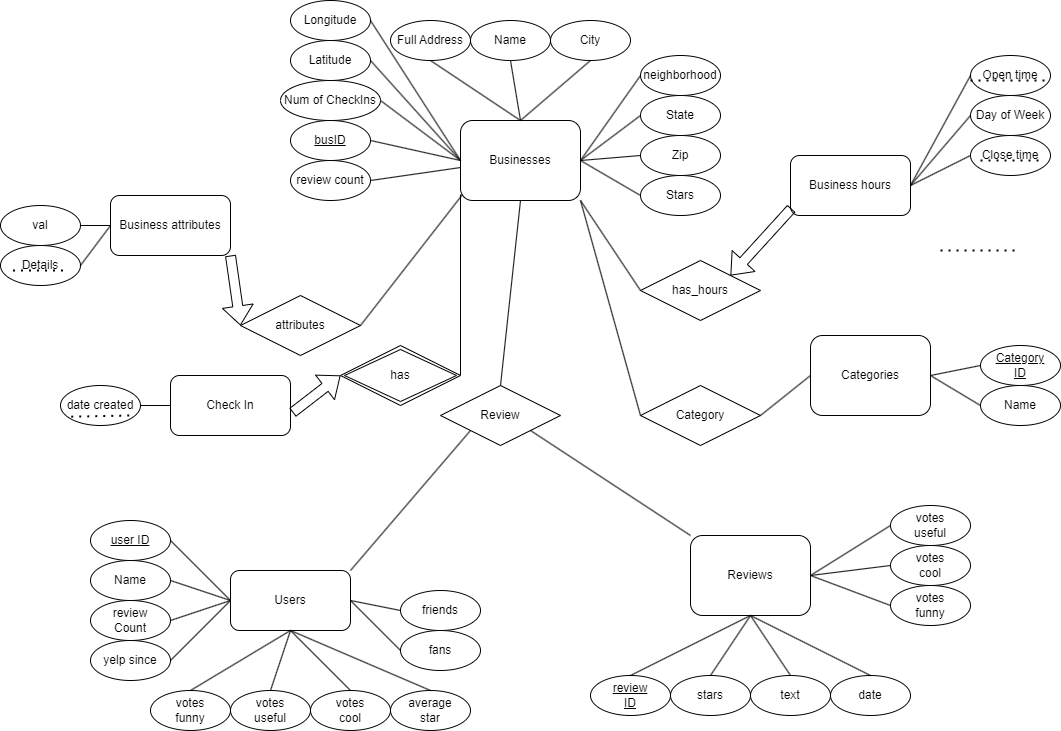 Longitude
Full Address
Name
City
Latitude
neighborhood
Open time
Num of CheckIns
State
Day of Week
busID
Businesses
Zip
Close time
review count
Stars
Business hours
val
Business attributes
Details
..........
has_hours
attributes
has
Categories
Category
ID
date created
Check In
Name
Review
Category
user ID
votes
useful
Name
votes
cool
Reviews
Users
votes
funny
friends
review
Count
fans
yelp since
votes
funny
votes
useful
votes
cool
average
star
review
ID
stars
text
date